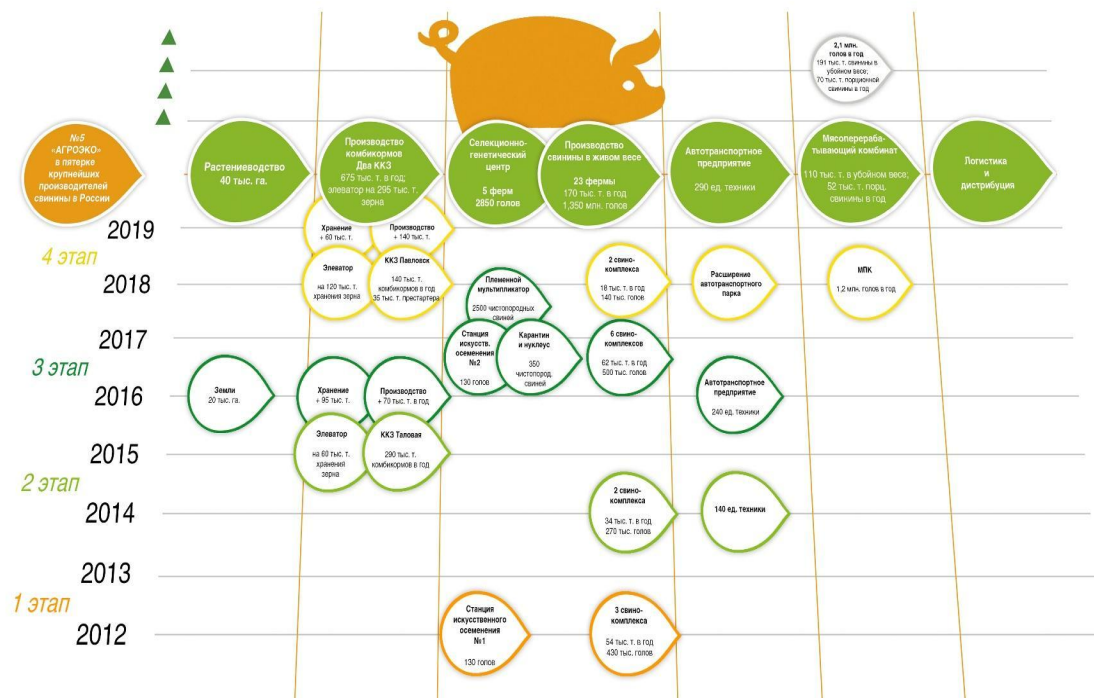 2,1 млн.
голов в год
191 тыс. т. свинины в
убойном весе;
70 тыс. т. порционной
свинины в год
№5
«АГРОЭКО»
в пятерке
крупнейших
производителей
свинины в России
Растениеводство
40 тыс. га.
Производство
комбикормов
Два ККЗ
675 тыс. т. в год;
элеватор на 295 тыс. т.
зерна
Селекционно-
генетический
центр
5 ферм
2850 голов
Производство
свинины в живом весе
23 фермы
170 тыс. т. в год
1,350 млн. голов
Автотранспортное
предприятие
290 ед. техники
Мясоперераба-
тывающий комбинат
110 тыс. т. в убойном весе;
52 тыс. т. порц.
свинины в год
Логистика
и
дистрибуция
2019
Хранение
+ 60 тыс. т.
Производство
+ 140 тыс. т.
4 этап
2018
Элеватор
на 120 тыс. т.
хранения зерна
ККЗ Павловск
140 тыс. т.
комбикормов в год
35 тыс. т. престартера
Племенной
мультипликатор
2500 чистопородных
свиней
2 свино-
комплекса
18 тыс. т. в год
140 тыс. голов
Расширение
автотранспортного
парка
МПК
1,2 млн. голов в год
2017
Станция
искусств.
осеменения
№2
130 голов
Карантин
и нуклеус
350
чистопород.
свиней
6 свино-
комплексов
62 тыс. т. в год
500 тыс. голов
3 этап
2016
Земли
20 тыс. га.
Хранение
+ 95 тыс. т.
Производство
+ 70 тыс. т. в год
Автотранспортное
предприятие
240 ед. техники
2015
Элеватор
на 60 тыс. т.
хранения
зерна
ККЗ Таловая
290 тыс. т.
комбикормов в год
2 этап
2014
2 свино-
комплекса
34 тыс. т. в год
270 тыс. голов
140 ед. техники
2013
1 этап
2012
Станция
искусственного
осеменения
№1
130 голов
3 свино-
комплекса
54 тыс. т. в год
430 тыс. голов